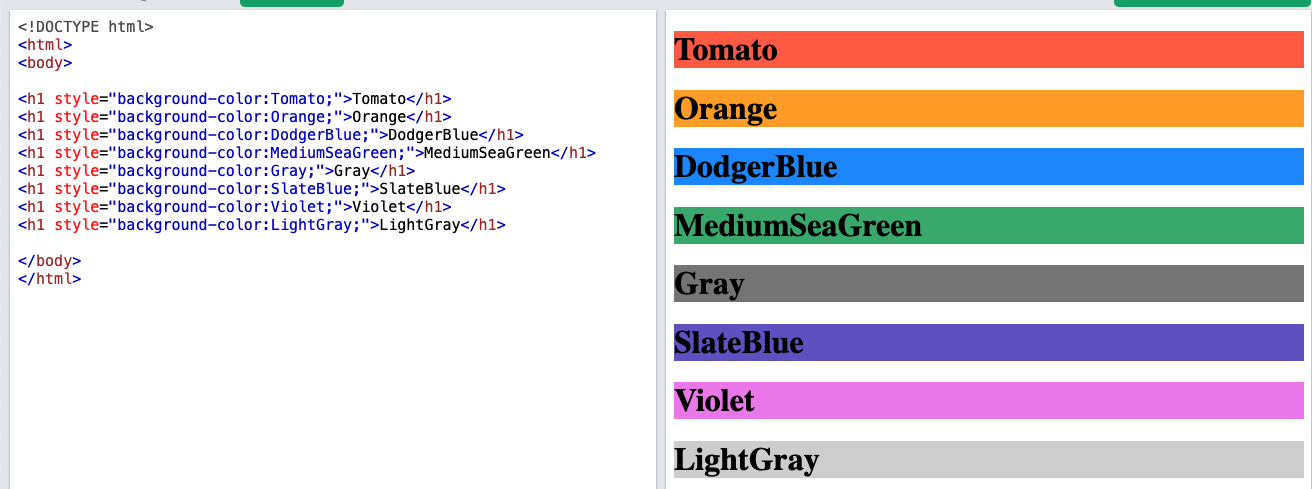 <!DOCTYPE html>
<html>
<body>
<h1 style="background-color:Tomato;">Tomato</h1>
<h1 style="background-color:Orange;">Orange</h1>
<h1 style="background-color:DodgerBlue;">DodgerBlue</h1>
<h1 style="background-color:MediumSeaGreen;">MediumSeaGreen</h1>
<h1 style="background-color:Gray;">Gray</h1>
<h1 style="background-color:SlateBlue;">SlateBlue</h1>
<h1 style="background-color:Violet;">Violet</h1>
<h1 style="background-color:LightGray;">LightGray</h1>
</body>
</html>
Tomato
Orange
DodgerBlue
MediumSeaGreen
Gray
SlateBlue
Violet
LightGray